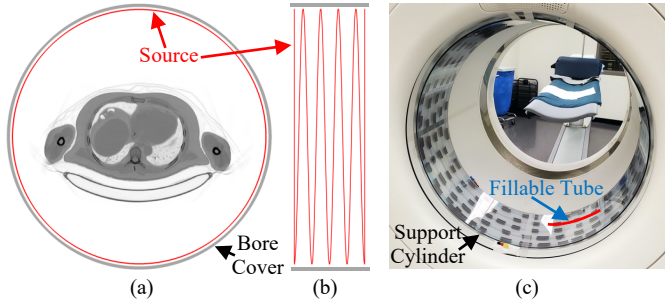 Source
Bore
Cover
Fillable Tube
Support
Cylinder
(a)
(b)
(c)